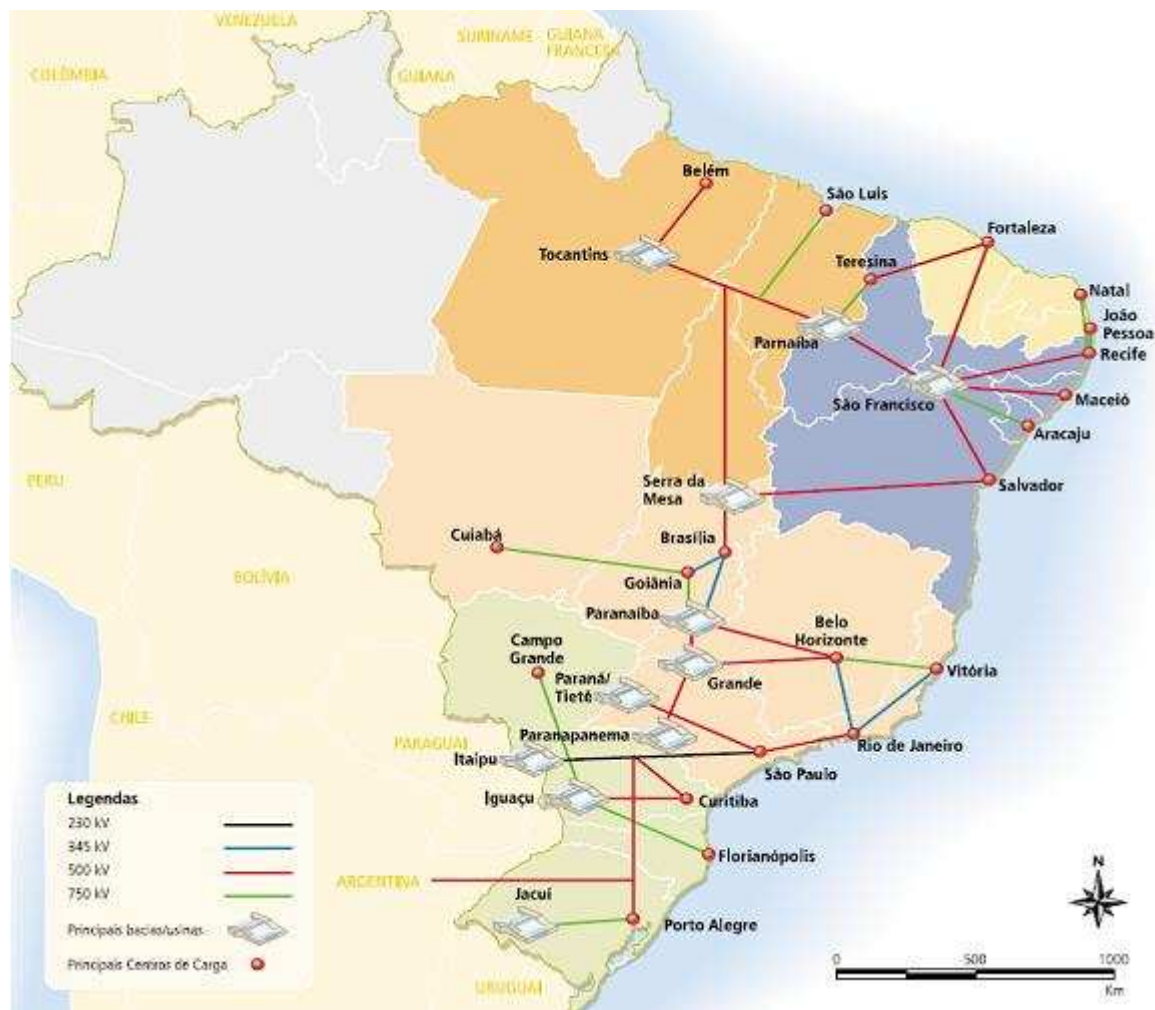 VENEZUELA
SURINAME
GUIANA
FRANCESA
COLÔMBIA
GUIANA
Belém
São Luis
Fortaleza
Tocantins
Teresina
Natal
João
Pessoa
Parnaíba
Recife
São Francisco
Maceió
Aracaju
PERU
Serra da
Mesa
Salvador
Cuiabá
Brasília
BOLÍVIA
Goiânia
Paranaíba
Belo
Horizonte
Campo
Grande
Grande
Vitória
Paraná/
Tietê
CHILE
PARAGUAI
Paranapanema
Rio de Janeiro
Itaipu
São Paulo
Iguaçu
Curitiba
Legendas
230 kV
345 kV
500 kV
750 kV
Principais bacias/usinas
Principais Centros de Carga
Florianópolis
ARGENTINA
Jacuí
Porto Alegre
URUGUAI
N
0 500 1000
Km